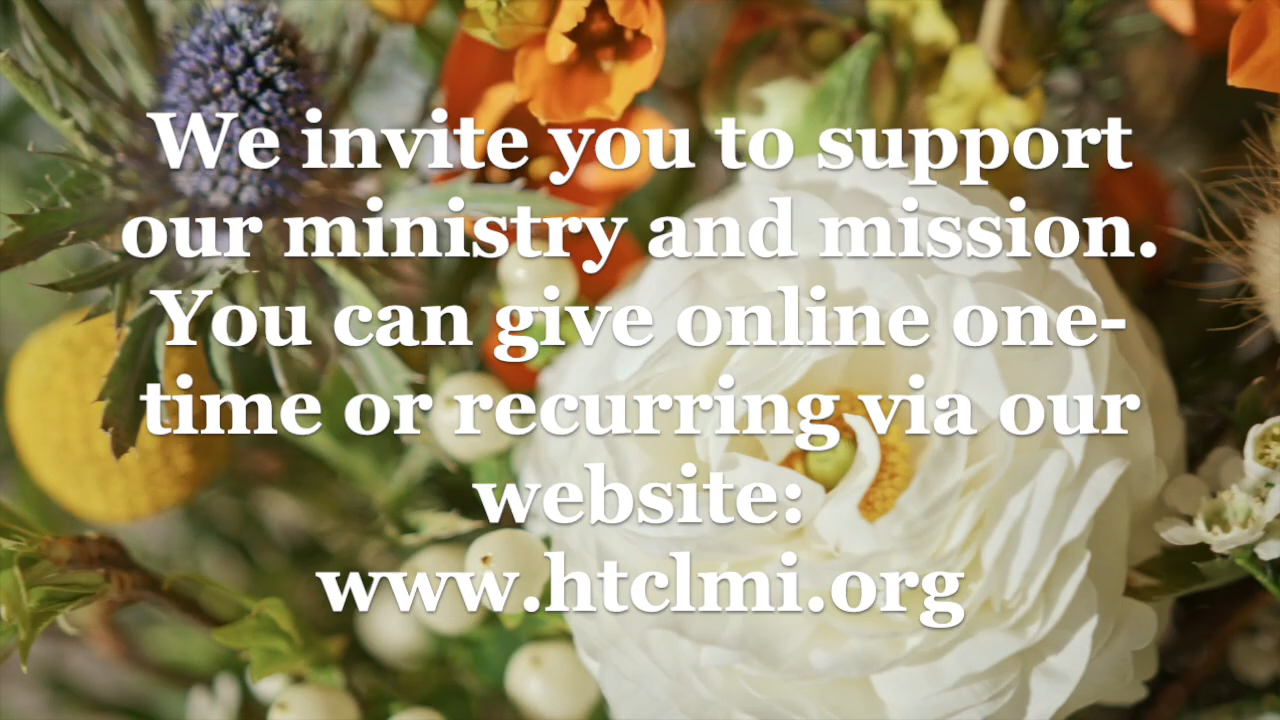 We invite you to support
our ministry and mission.
You can give online one-
time or recurring via our
website:
www.htclmi.org